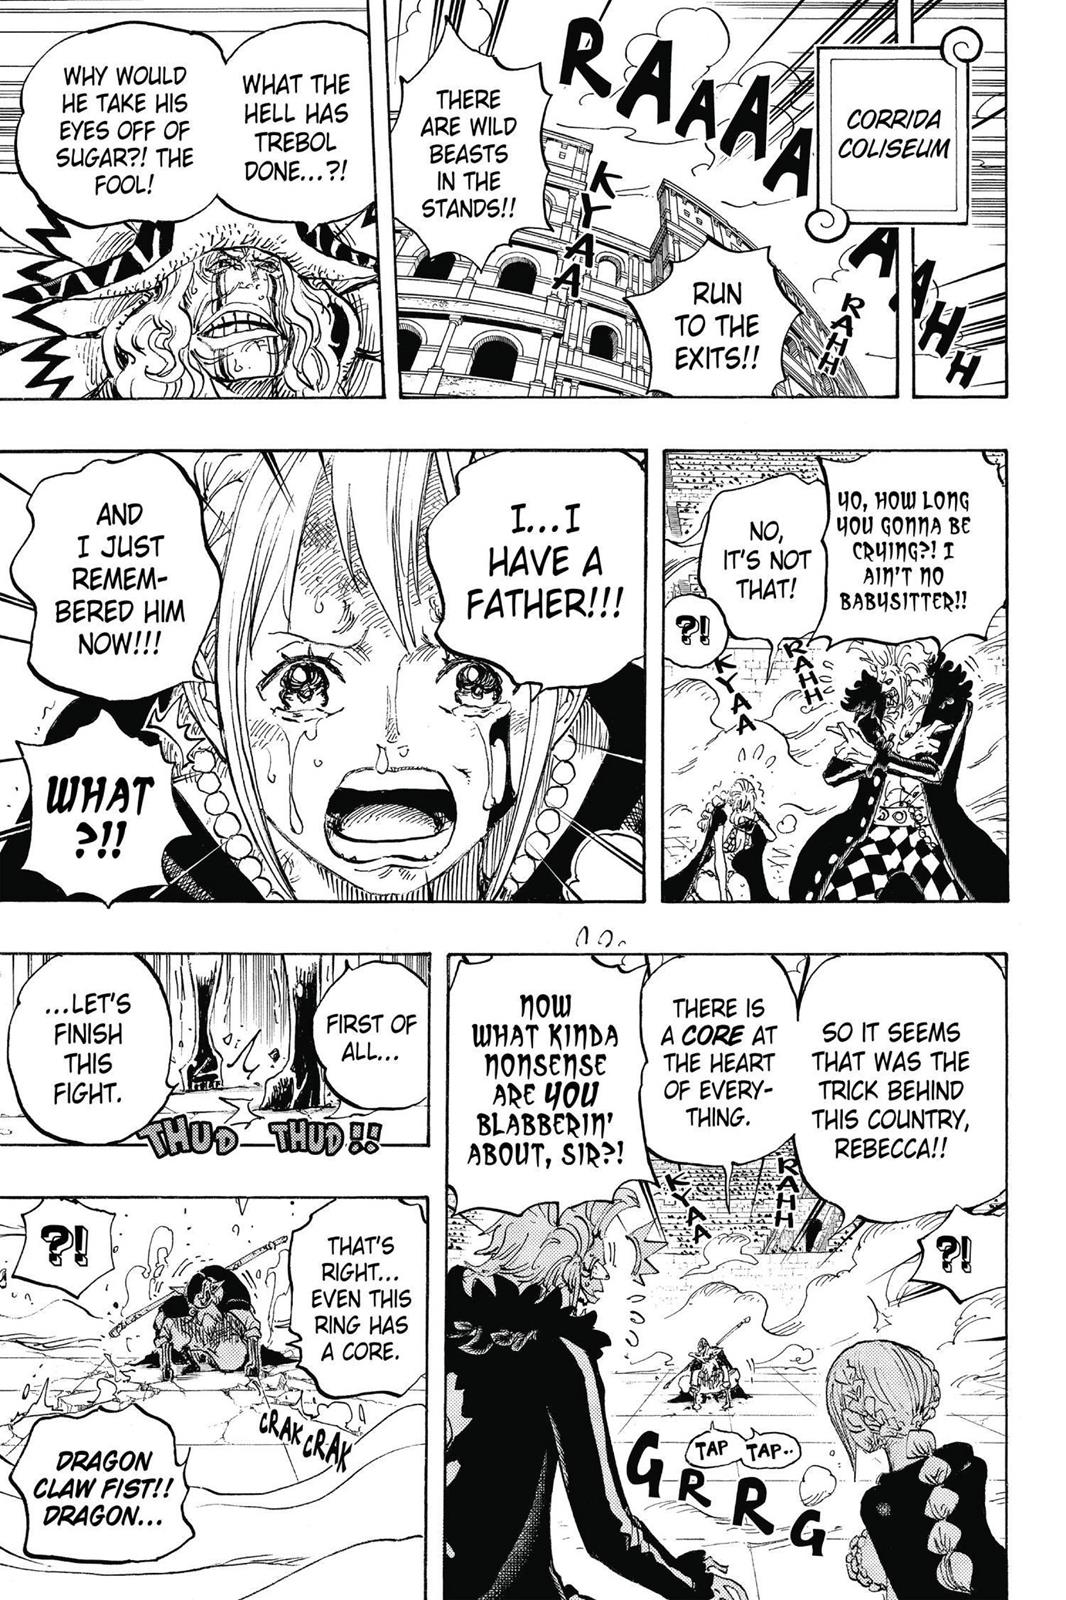 CORRIDA
COLISEUM
RAAAAAAHH
THERE
ARE WILD
BEASTS
IN THE
STANDS!!
KYAA
RUN
TO THE
EXITS!!
RAHH
WHAT THE
HELL HAS
TREBOL
DONE...?!
WHY WOULD
HE TAKE HIS
EYES OFF OF
SUGAR?! THE
FOOL!
YO, HOW LONG
YOU GONNA BE
CRYING?! I
AIN'T NO
BABYSITTER!!
NO,
IT'S NOT
THAT!
?!
RAHH
KYAA
I...I
HAVE A
FATHER!!!
AND
I JUST
REMEM-
BERED HIM
NOW!!!
WHAT
?!!
SO IT SEEMS
THAT WAS THE
TRICK BEHIND
THIS COUNTRY,
REBECCA!!
THERE IS
A CORE AT
THE HEART
OF EVERY-
THING.
NOW
WHAT KINDA
NONSENSE
ARE YOU
BLABBERIN'
ABOUT, SIR?!
RAHH
KYAA
?!
TAP
TAP..
GRRG
FIRST OF
ALL...
...LET'S
FINISH
THIS
FIGHT.
THUD
THUD!!
THAT'S
RIGHT...
EVEN THIS
RING HAS
A CORE.
?!
CRAK
CRAK
DRAGON
CLAW FIST!!
DRAGON...